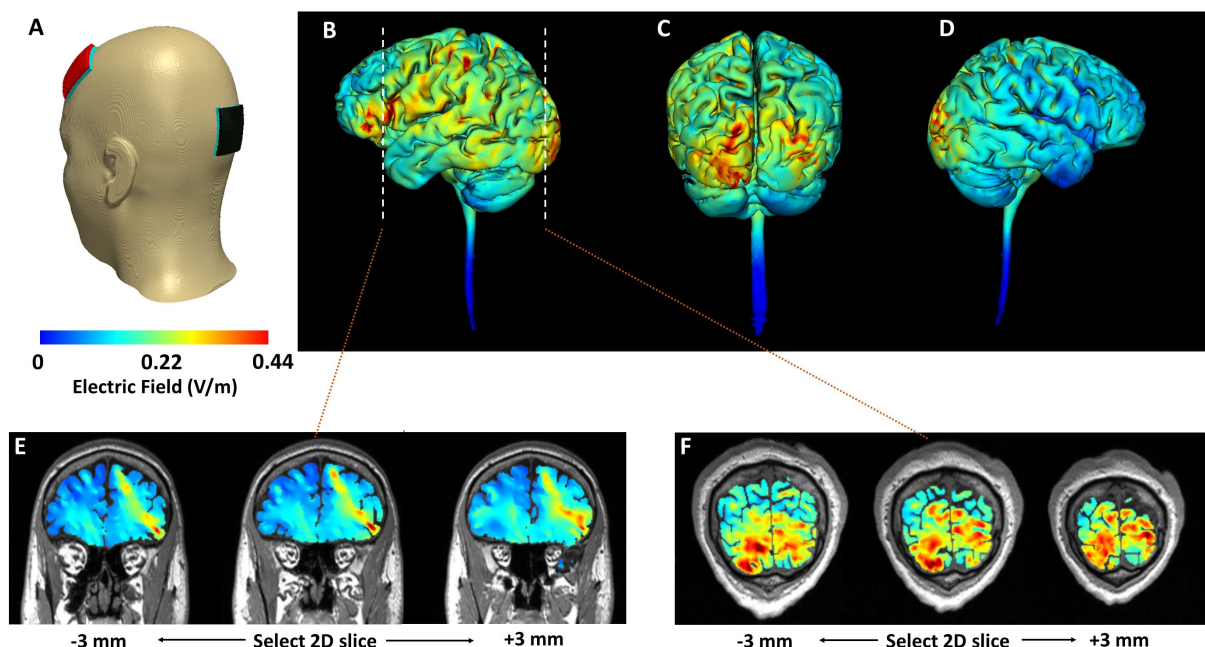 A
B
C
D
0
0.22
0.44
Electric Field (V/m)
E
F
-3 mm
Select 2D slice
+3 mm
-3 mm
Select 2D slice
+3 mm